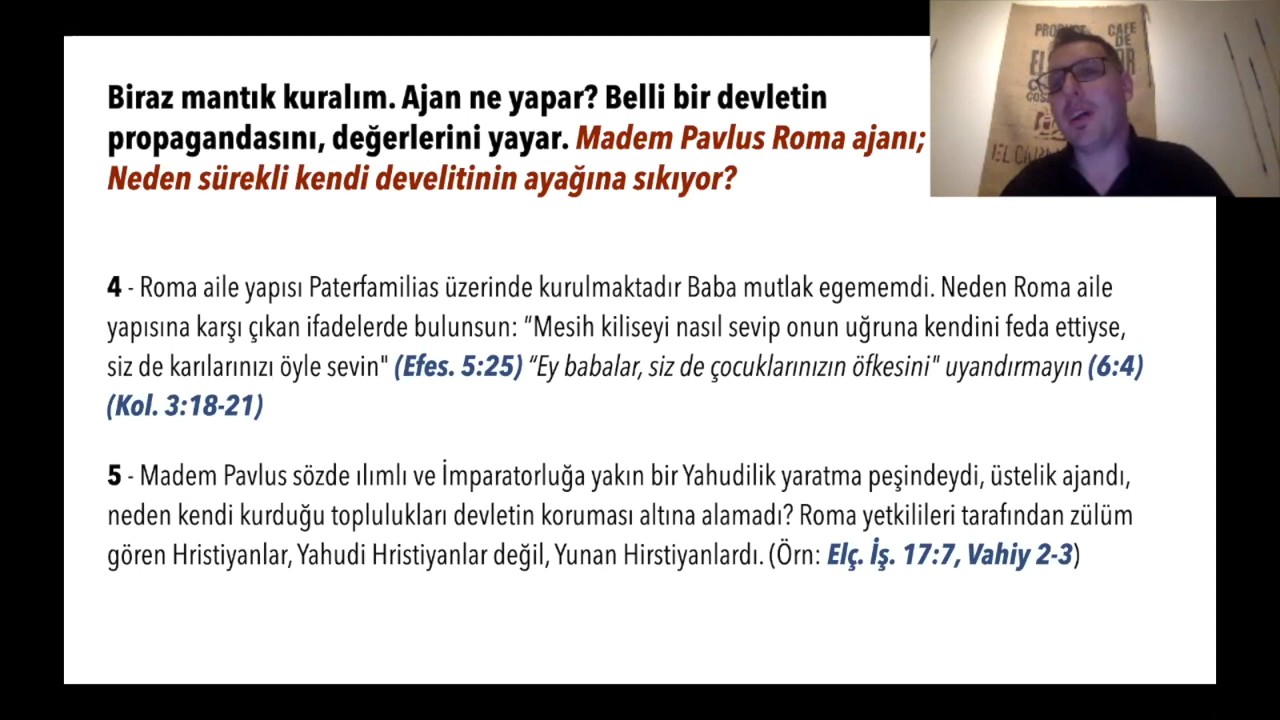 Biraz mantık kuralım. Ajan ne yapar? Belli bir devletin
propagandasını, değerlerini yayar. Madem Pavlus Roma ajanı;
Neden sürekli kendi develitinin ayağına sıkıyor?
4 - Roma aile yapısı Paterfamilias üzerinde kurulmaktadır Baba mutlak egememdi. Neden Roma aile
yapısına karşı çıkan ifadelerde bulunsun: “Mesih kiliseyi nasıl sevip onun uğruna kendini feda ettiyse,
siz de karılarınızı öyle sevin" (Efes. 5:25) “Ey babalar, siz de çocuklarınızın öfkesini" uyandırmayın (6:4)
(Kol. 3:18-21)
5 - Madem Pavlus sözde ılımlı ve İmparatorluğa yakın bir Yahudilik yaratma peşindeydi, üstelik ajandı,
neden kendi kurduğu toplulukları devletin koruması altına alamadı? Roma yetkilileri tarafından zülüm
gören Hristiyanlar, Yahudi Hristiyanlar değil, Yunan Hirstiyanlardı. (Örn: Elç. İş. 17:7, Vahiy 2-3)
CAFE
DE
EL